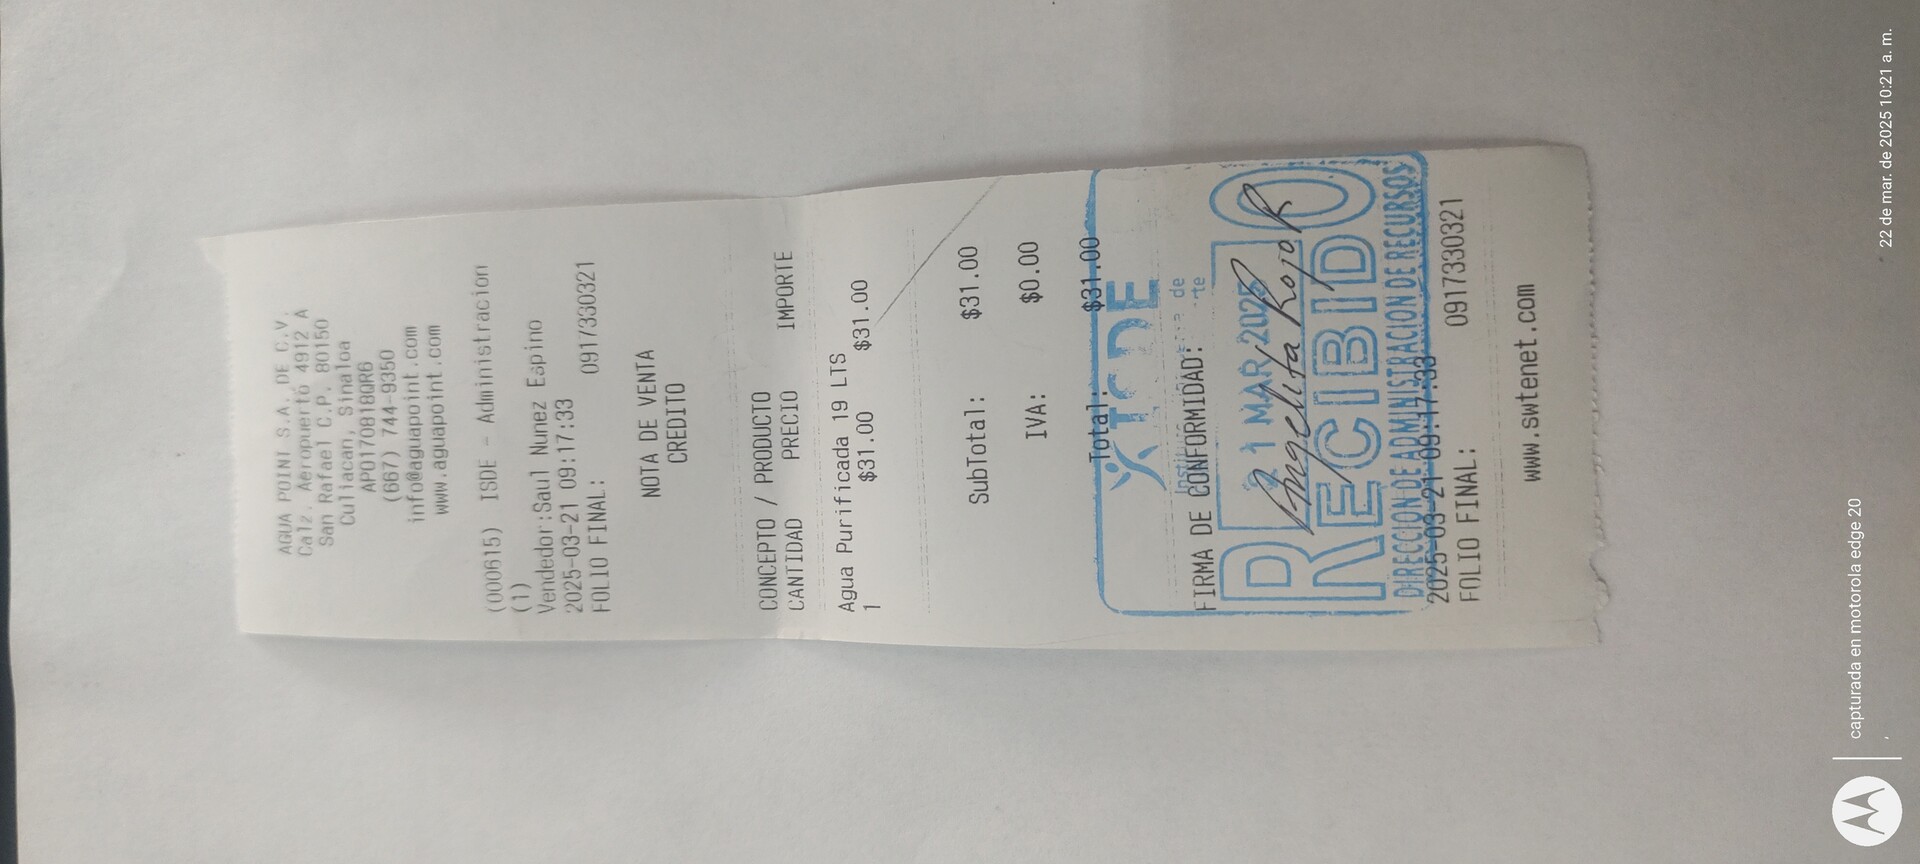 AGUA POINT S.A. DE C.V.
Calz. Aeropuerto 4912 A
San Rafael C.P. 80150
Culiacan, Sinaloa
APO170818QR6
(667) 744-9350
info@aguapoint.com
www.aguapoint.com
(000615) ISDE - Administracion
(1)
Vendedor:Saul Nunez Espino
2025-03-21 09:17:33
FOLIO FINAL: 0917330321
NOTA DE VENTA
CREDITO
CONCEPTO / PRODUCTO
CANTIDAD PRECIO IMPORTE
Agua Purificada 19 LTS
1 $31.00 $31.00
SubTotal: $31.00
IVA: $0.00
Total: $31.00
ISDE
FIRMA DE CONFORMIDAD:
21 MAR 2025
Angelita Rojo R
RECIBIDO
DIRECCION DE ADMINISTRACION DE RECURSOS
2025-03-21 09:17:33
FOLIO FINAL: 0917330321
www.swtenet.com
capturada en motorola edge 20
22 de mar. de 2025 10:21 a. m.